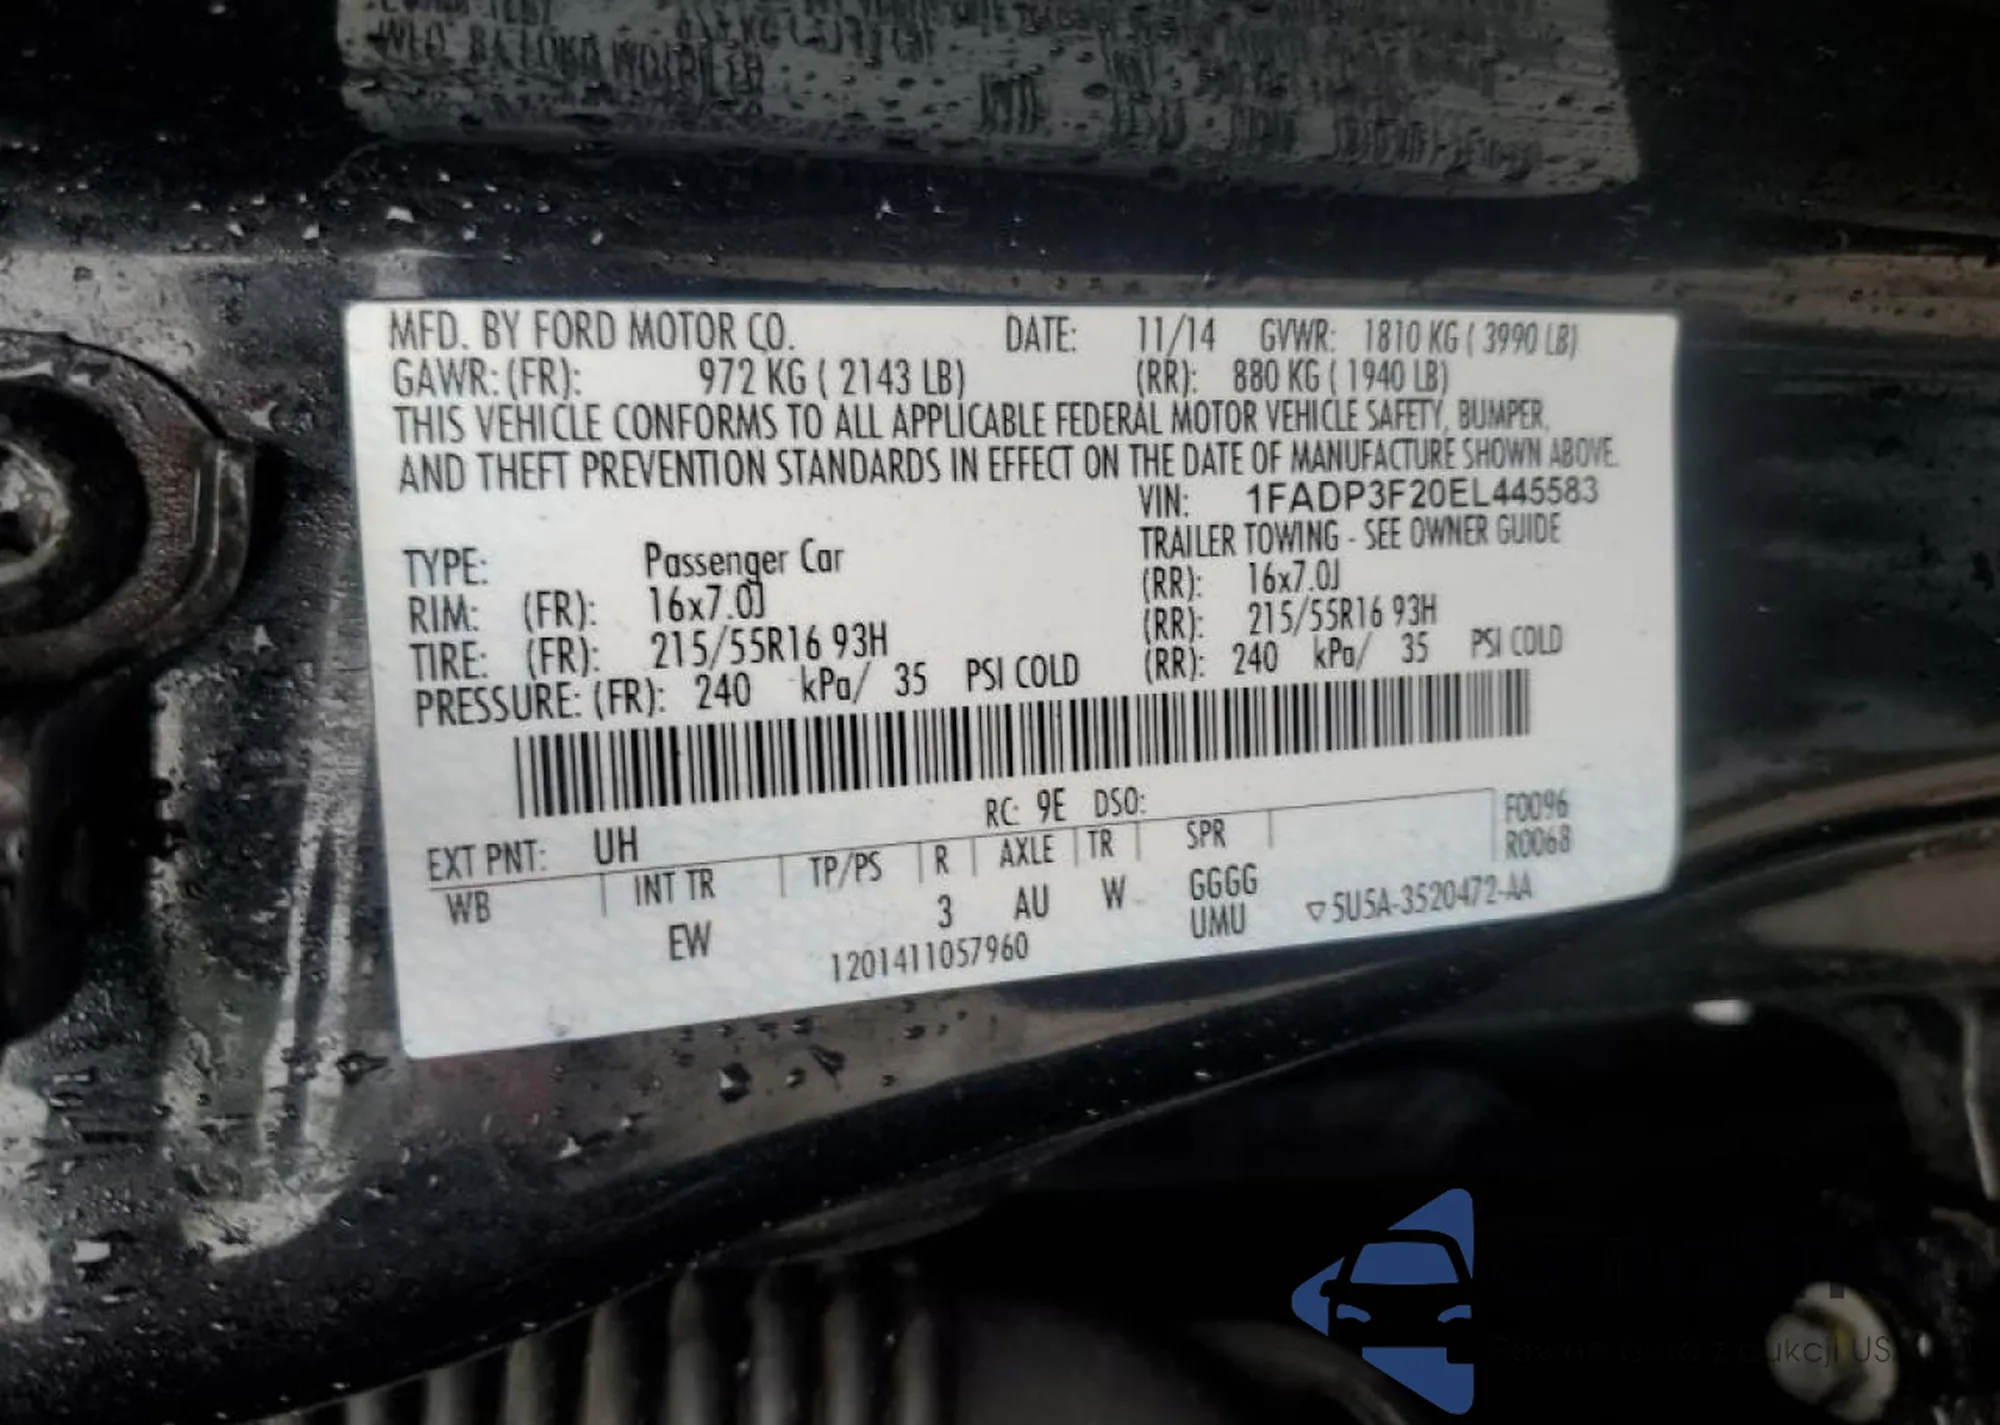 MFD. BY FORD MOTOR CO. DATE: 11/14 GVWR: 1810 KG ( 3990 LB)
GAWR: (FR): 972 KG ( 2143 LB) (RR): 880 KG ( 1940 LB)
THIS VEHICLE CONFORMS TO ALL APPLICABLE FEDERAL MOTOR VEHICLE SAFETY, BUMPER,
AND THEFT PREVENTION STANDARDS IN EFFECT ON THE DATE OF MANUFACTURE SHOWN ABOVE.
VIN: 1FADP3F20EL445583
TYPE: Passenger Car TRAILER TOWING - SEE OWNER GUIDE
RIM: (FR): 16x7.0J (RR): 16x7.0J
TIRE: (FR): 215/55R16 93H (RR): 215/55R16 93H
PRESSURE: (FR): 240 kPa/ 35 PSI COLD (RR): 240 kPa/ 35 PSI COLD
RC: 9E DSO: F0096
EXT PNT: UH R0068
WB INT TR TP/PS R AXLE TR SPR
EW 3 AU W GGGG ▽5U5A-3520472-AA
UMU
1201411057960